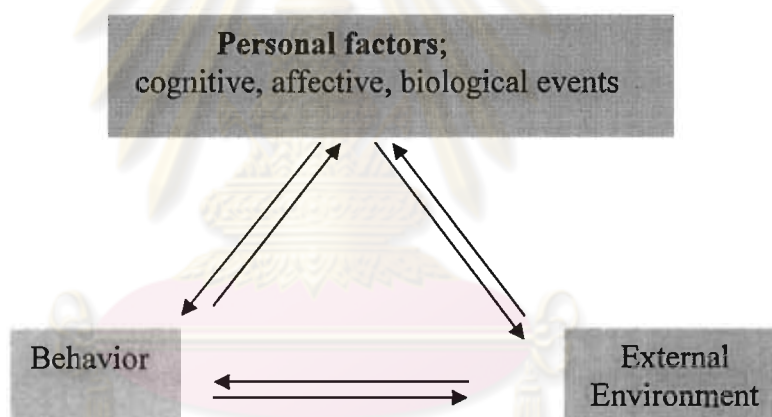 Personal factors;
cognitive, affective, biological events
Behavior
External
Environment